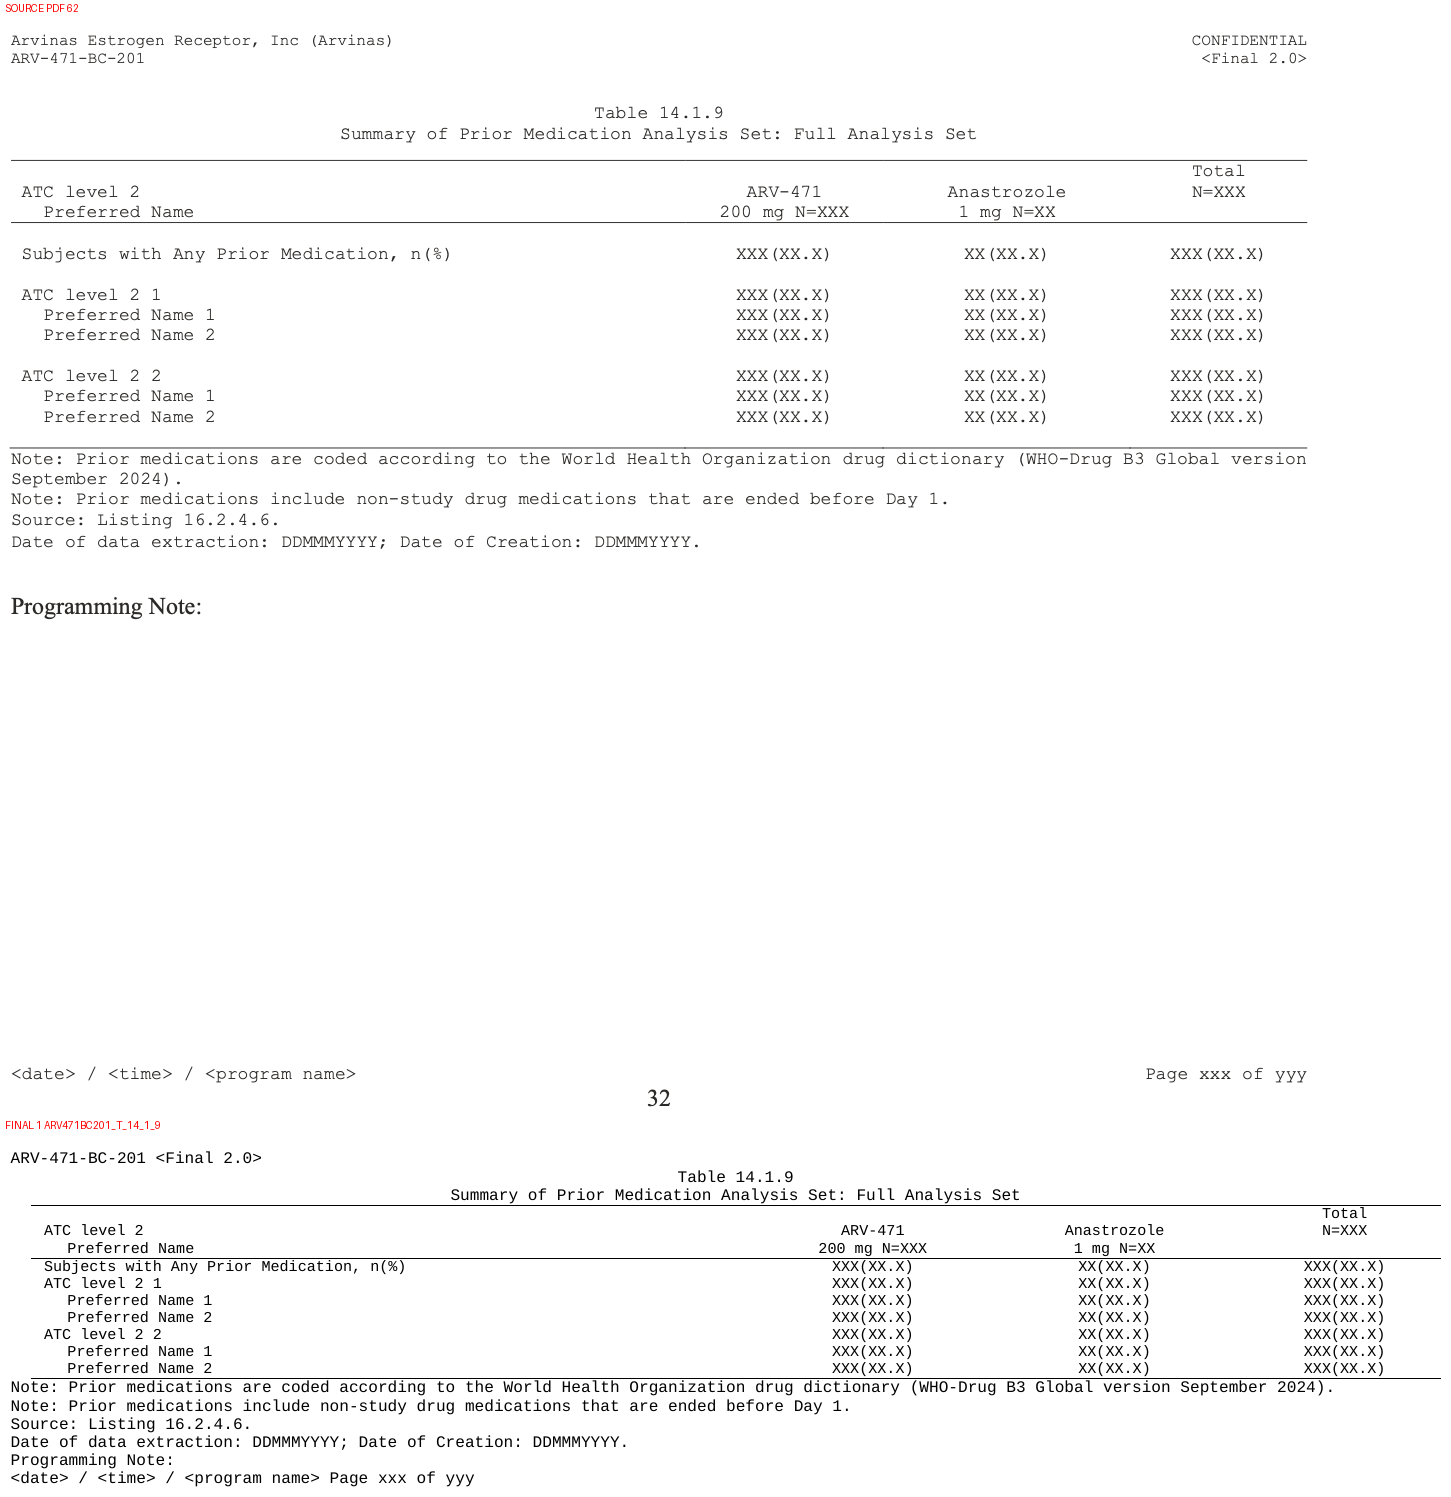 SOURCE PDF 62
Arvinas Estrogen Receptor, Inc (Arvinas) CONFIDENTIAL
ARV-471-BC-201 <Final 2.0>
Table 14.1.9
Summary of Prior Medication Analysis Set: Full Analysis Set
Total
ATC level 2 ARV-471 Anastrozole N=XXX
Preferred Name 200 mg N=XXX 1 mg N=XX
Subjects with Any Prior Medication, n(%) XXX(XX.X) XX(XX.X) XXX(XX.X)
ATC level 2 1 XXX(XX.X) XX(XX.X) XXX(XX.X)
Preferred Name 1 XXX(XX.X) XX(XX.X) XXX(XX.X)
Preferred Name 2 XXX(XX.X) XX(XX.X) XXX(XX.X)
ATC level 2 2 XXX(XX.X) XX(XX.X) XXX(XX.X)
Preferred Name 1 XXX(XX.X) XX(XX.X) XXX(XX.X)
Preferred Name 2 XXX(XX.X) XX(XX.X) XXX(XX.X)
Note: Prior medications are coded according to the World Health Organization drug dictionary (WHO-Drug B3 Global version
September 2024).
Note: Prior medications include non-study drug medications that are ended before Day 1.
Source: Listing 16.2.4.6.
Date of data extraction: DDMMMYYYY; Date of Creation: DDMMMYYYY.
Programming Note:
<date> / <time> / <program name> Page xxx of yyy
32
FINAL 1 ARV471BC201_T_14_1_9
ARV-471-BC-201 <Final 2.0>
Table 14.1.9
Summary of Prior Medication Analysis Set: Full Analysis Set
Total
ATC level 2 ARV-471 Anastrozole N=XXX
Preferred Name 200 mg N=XXX 1 mg N=XX
Subjects with Any Prior Medication, n(%) XXX(XX.X) XX(XX.X) XXX(XX.X)
ATC level 2 1 XXX(XX.X) XX(XX.X) XXX(XX.X)
Preferred Name 1 XXX(XX.X) XX(XX.X) XXX(XX.X)
Preferred Name 2 XXX(XX.X) XX(XX.X) XXX(XX.X)
ATC level 2 2 XXX(XX.X) XX(XX.X) XXX(XX.X)
Preferred Name 1 XXX(XX.X) XX(XX.X) XXX(XX.X)
Preferred Name 2 XXX(XX.X) XX(XX.X) XXX(XX.X)
Note: Prior medications are coded according to the World Health Organization drug dictionary (WHO-Drug B3 Global version September 2024).
Note: Prior medications include non-study drug medications that are ended before Day 1.
Source: Listing 16.2.4.6.
Date of data extraction: DDMMMYYYY; Date of Creation: DDMMMYYYY.
Programming Note:
<date> / <time> / <program name> Page xxx of yyy